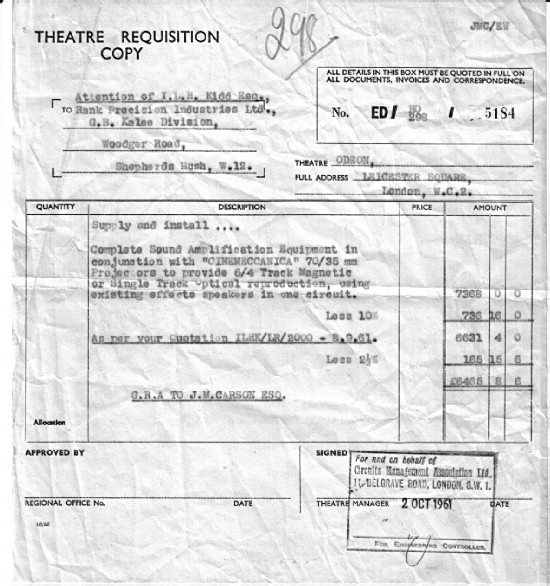 298
JMC/EW
THEATRE REQUISITION
COPY
ALL DETAILS IN THIS BOX MUST BE QUOTED IN FULL ON
ALL DOCUMENTS, INVOICES AND CORRESPONDENCE.
No. ED/ HO 298 / 5184
Attention of I.L.H. Kidd Esq.,
TO Rank Precision Industries Ltd.,
G.B. Kalee Division,
Woodger Road,
Shepherds Bush, W.12.
THEATRE ODEON,
FULL ADDRESS LEICESTER SQUARE,
London, W.C.2.
QUANTITY DESCRIPTION PRICE AMOUNT
Supply and install ....
Complete Sound Amplification Equipment in
conjunction with "CINEMECCANICA" 70/35 mm
Projectors to provide 6/4 Track Magnetic
or Single Track Optical reproduction, using
existing effects speakers in one circuit. 7368 0 0
Less 10% 736 16 0
As per your Quotation ILHK/LR/2000 - 8.9.61. 6631 4 0
Less 2½% 165 15 6
£6465 8 6
G.R.A TO J.M.CARSON ESQ.
Allocation
APPROVED BY
SIGNED
For and on behalf of
Circuits Management Association Ltd.
11, BELGRAVE ROAD, LONDON. S.W.1.
REGIONAL OFFICE No. DATE
THEATRE MANAGER 2 OCT 1961 DATE
For Engineering Controller.